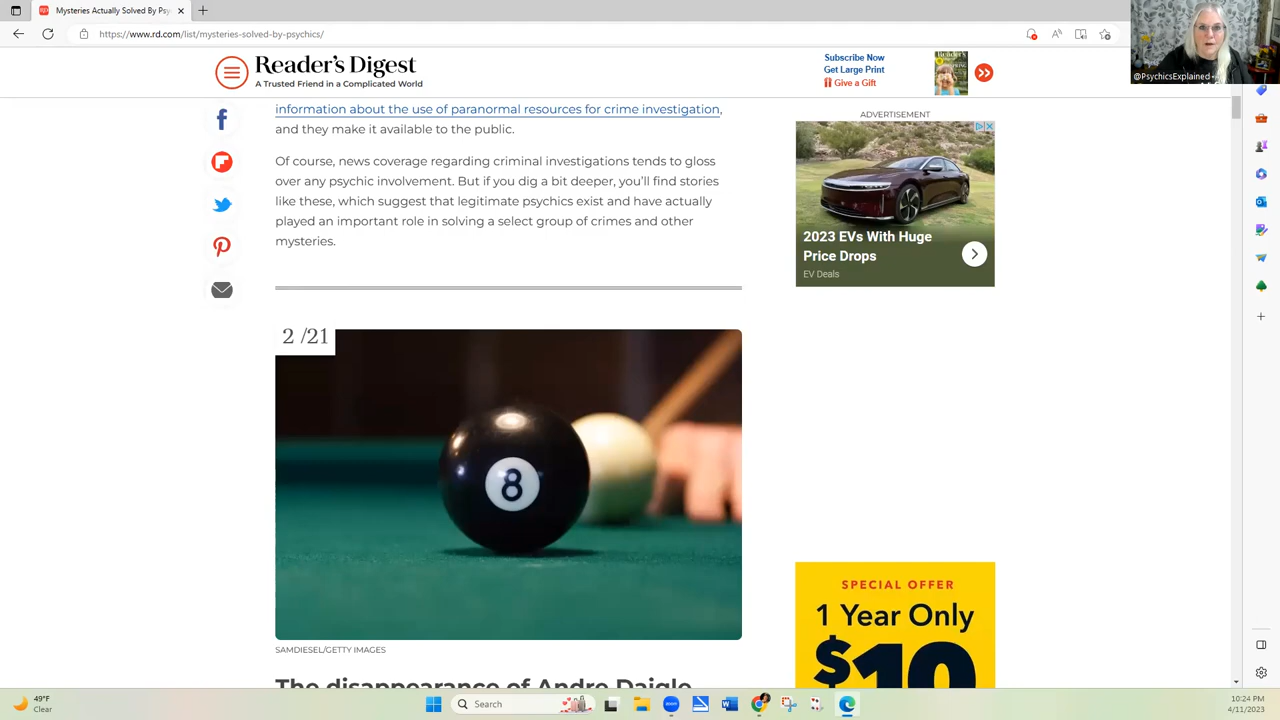 Mysteries Actually Solved By Psy
https://www.rd.com/list/mysteries-solved-by-psychics/
@PsychicsExplained
Reader's Digest
A Trusted Friend in a Complicated World
Subscribe Now
Get Large Print
Give a Gift
information about the use of paranormal resources for crime investigation,
and they make it available to the public.
Of course, news coverage regarding criminal investigations tends to gloss
over any psychic involvement. But if you dig a bit deeper, you'll find stories
like these, which suggest that legitimate psychics exist and have actually
played an important role in solving a select group of crimes and other
mysteries.
ADVERTISEMENT
2023 EVs With Huge
Price Drops
EV Deals
2 /21
8
SAMDIESEL/GETTY IMAGES
The disappearance of Andre Daigle
SPECIAL OFFER
1 Year Only
$10
49°F
Clear
Search
10:24 PM
4/11/2023